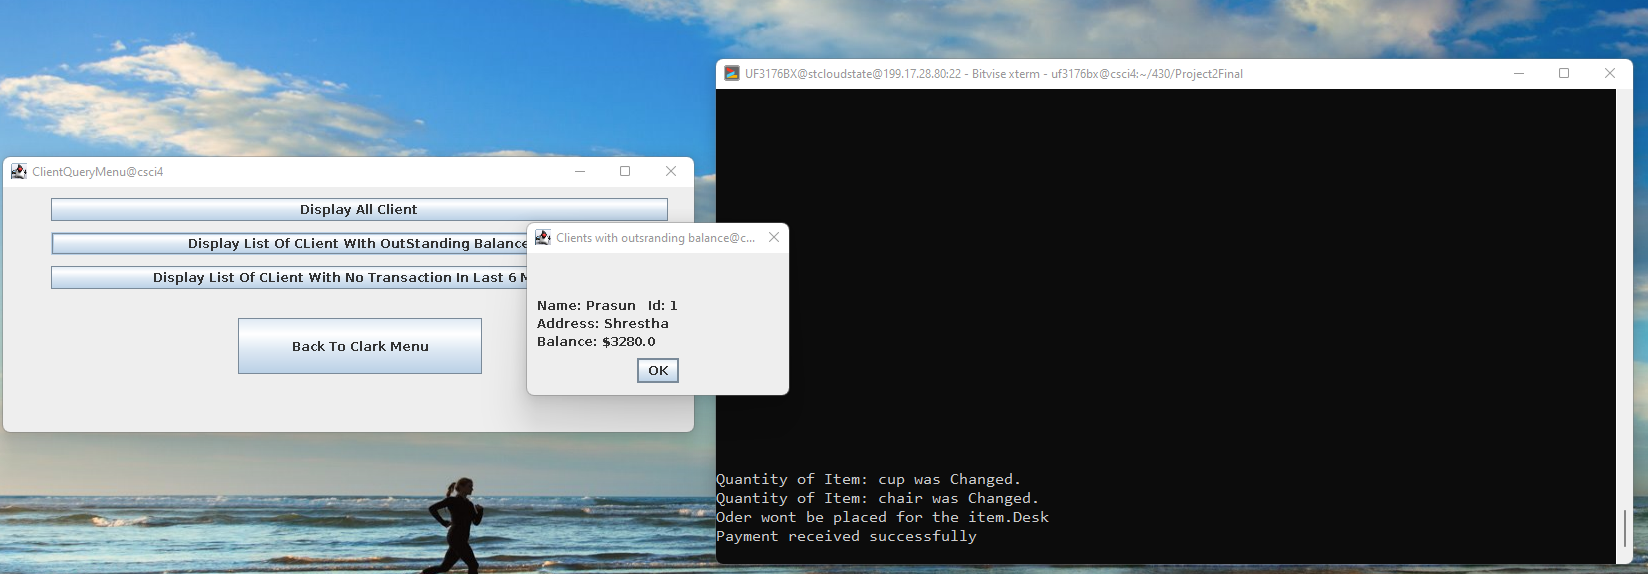 UF3176BX@stcloudstate@199.17.28.80:22 - Bitvise xterm - uf3176bx@csci4:~/430/Project2Final
ClientQueryMenu@csci4
Display All Client
Display List Of CLient WIth OutStanding Balance
Display List Of CLient With No Transaction In Last 6 M
Back To Clark Menu
Clients with outsranding balance@c...
Name: Prasun Id: 1
Address: Shrestha
Balance: $3280.0
OK
Quantity of Item: cup was Changed.
Quantity of Item: chair was Changed.
Oder wont be placed for the item.Desk
Payment received successfully